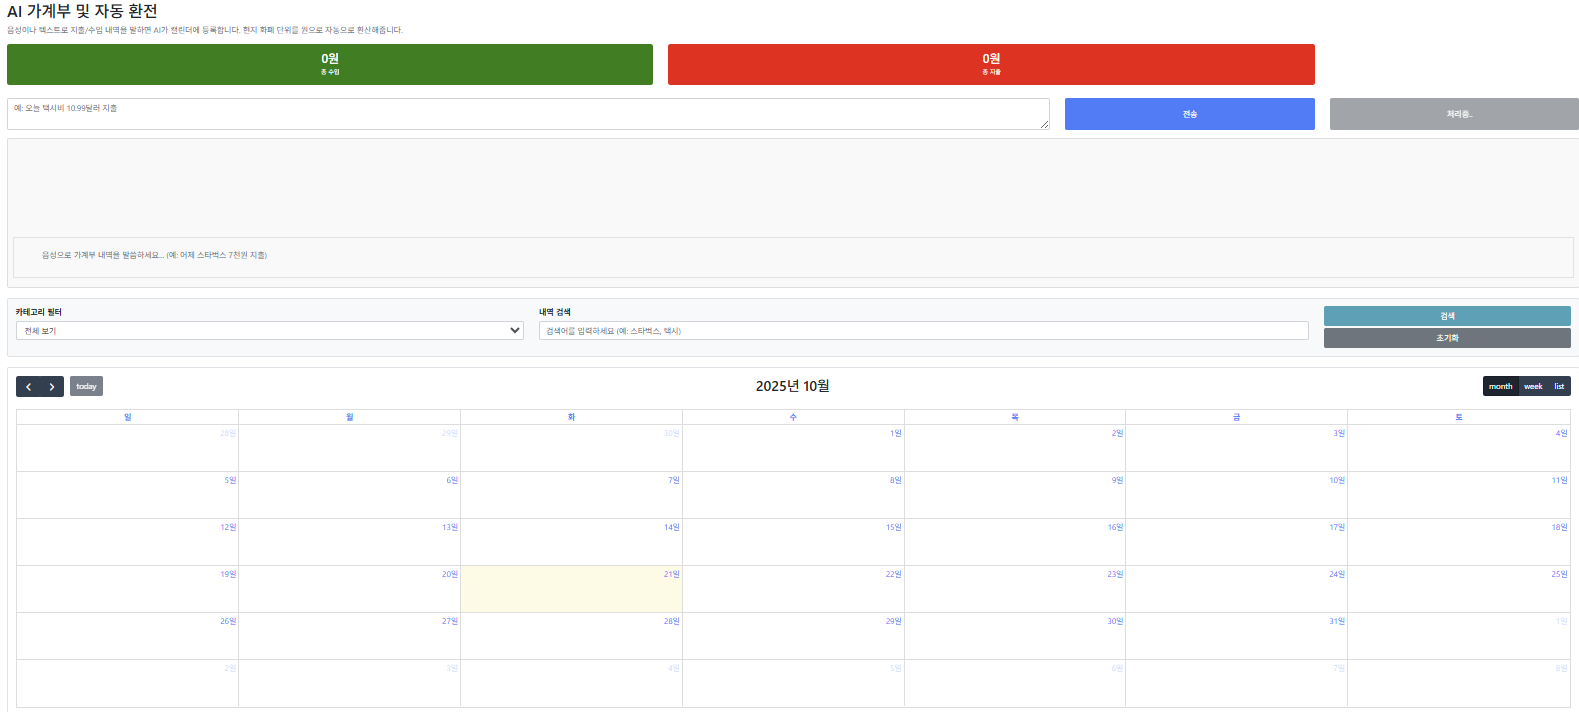 AI 가계부 및 자동 환전
음성이나 텍스트로 지출/수입 내역을 말하면 AI가 캘린더에 등록합니다. 현지 화폐 단위를 원으로 자동으로 환산해줍니다.
0원
총 수입
0원
총 지출
예: 오늘 택시비 10.99달러 지출
전송
처리중..
음성으로 가계부 내역을 말씀하세요... (예: 어제 스타벅스 7천원 지출)
카테고리 필터
전체 보기
내역 검색
검색어를 입력하세요 (예: 스타벅스, 택시)
검색
초기화
today
2025년 10월
month week list
일 월 화 수 목 금 토
28일 29일 30일 1일 2일 3일 4일
5일 6일 7일 8일 9일 10일 11일
12일 13일 14일 15일 16일 17일 18일
19일 20일 21일 22일 23일 24일 25일
26일 27일 28일 29일 30일 31일 1일
2일 3일 4일 5일 6일 7일 8일